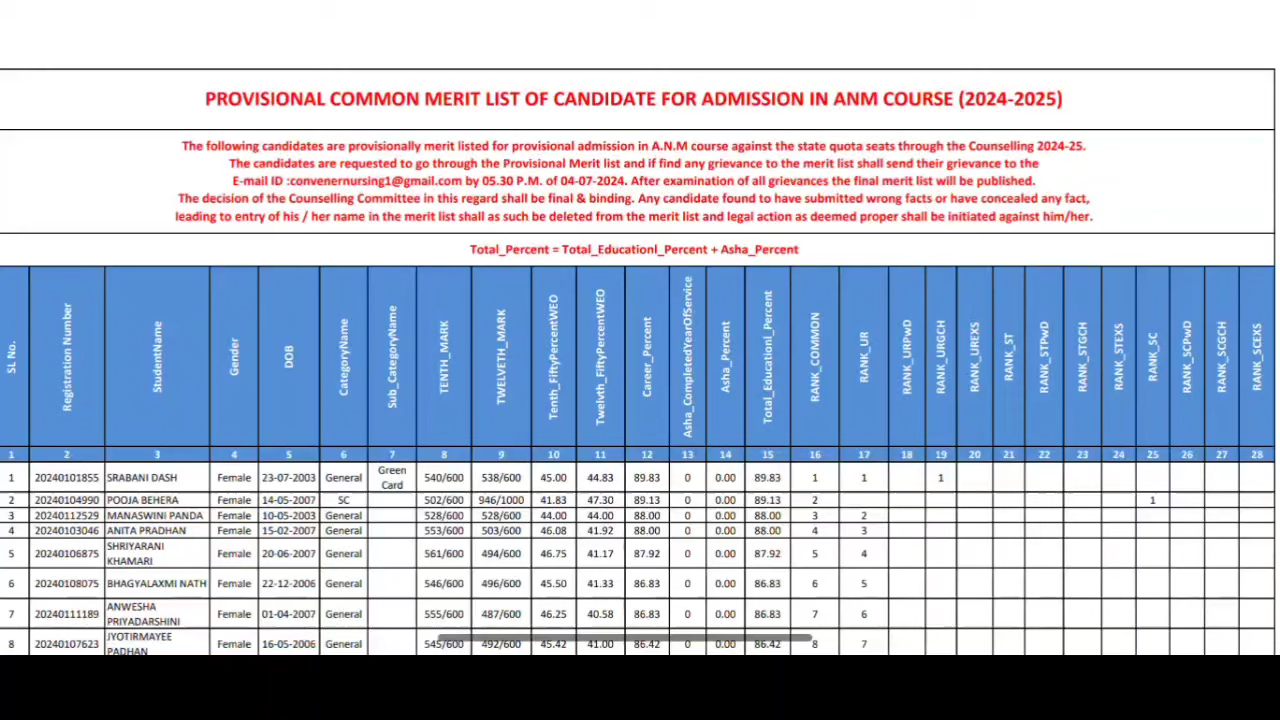 PROVISIONAL COMMON MERIT LIST OF CANDIDATE FOR ADMISSION IN ANM COURSE (2024-2025)
The following candidates are provisionally merit listed for provisional admission in A.N.M course against the state quota seats through the Counselling 2024-25.
The candidates are requested to go through the Provisional Merit list and if find any grievance to the merit list shall send their grievance to the
E-mail ID :convenernursing1@gmail.com by 05.30 P.M. of 04-07-2024. After examination of all grievances the final merit list will be published.
The decision of the Counselling Committee in this regard shall be final & binding. Any candidate found to have submitted wrong facts or have concealed any fact,
leading to entry of his / her name in the merit list shall as such be deleted from the merit list and legal action as deemed proper shall be initiated against him/her.
Total_Percent = Total_Educationl_Percent + Asha_Percent
SL No. Registration Number StudentName Gender DOB CategoryName Sub_CategoryName TENTH_MARK TWELVETH_MARK Tenth_FiftyPercentWEO Twelvth_FiftyPercentWEO Career_Percent Asha_CompletedYearOfService Asha_Percent Total_Educationl_Percent RANK_COMMON RANK_UR RANK_URPwD RANK_URGCH RANK_UREXS RANK_ST RANK_STPwD RANK_STGCH RANK_STEXS RANK_SC RANK_SCPwD RANK_SCGCH RANK_SCEXS
1 2 3 4 5 6 7 8 9 10 11 12 13 14 15 16 17 18 19 20 21 22 23 24 25 26 27 28
1 20240101855 SRABANI DASH Female 23-07-2003 General Green Card 540/600 538/600 45.00 44.83 89.83 0 0.00 89.83 1 1 1
2 20240104990 POOJA BEHERA Female 14-05-2007 SC 502/600 946/1000 41.83 47.30 89.13 0 0.00 89.13 2 1
3 20240112529 MANASWINI PANDA Female 10-05-2003 General 528/600 528/600 44.00 44.00 88.00 0 0.00 88.00 3 2
4 20240103046 ANITA PRADHAN Female 15-02-2007 General 553/600 503/600 46.08 41.92 88.00 0 0.00 88.00 4 3
5 20240106875 SHRIYARANI KHAMARI Female 20-06-2007 General 561/600 494/600 46.75 41.17 87.92 0 0.00 87.92 5 4
6 20240108075 BHAGYALAXMI NATH Female 22-12-2006 General 546/600 496/600 45.50 41.33 86.83 0 0.00 86.83 6 5
7 20240111189 ANWESHA PRIYADARSHINI Female 01-04-2007 General 555/600 487/600 46.25 40.58 86.83 0 0.00 86.83 7 6
8 20240107623 JYOTIRMAYEE PADHAN Female 16-05-2006 General 545/600 492/600 45.42 41.00 86.42 0 0.00 86.42 8 7